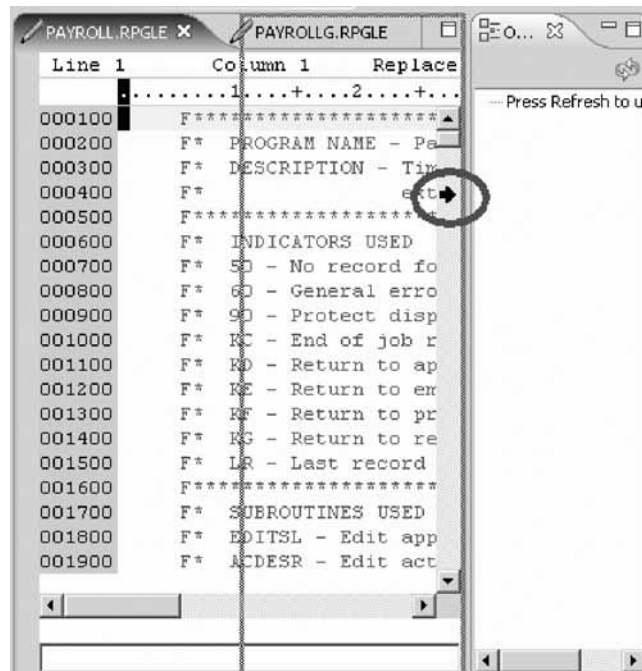 PAYROLL.RPGLE PAYROLLG.RPGLE O...
Line 1 Column 1 Replace
.........1....+....2....+...
Press Refresh to u
000100 F**********************
000200 F* PROGRAM NAME - Pa
000300 F* DESCRIPTION - Tim
000400 F* ext
000500 F**********************
000600 F* INDICATORS USED
000700 F* 50 - No record fo
000800 F* 60 - General erro
000900 F* 90 - Protect disp
001000 F* KC - End of job r
001100 F* KD - Return to ap
001200 F* KE - Return to em
001300 F* KF - Return to pr
001400 F* KG - Return to re
001500 F* LR - Last record
001600 F**********************
001700 F* SUBROUTINES USED
001800 F* EDITSL - Edit app
001900 F* ACDESR - Edit act